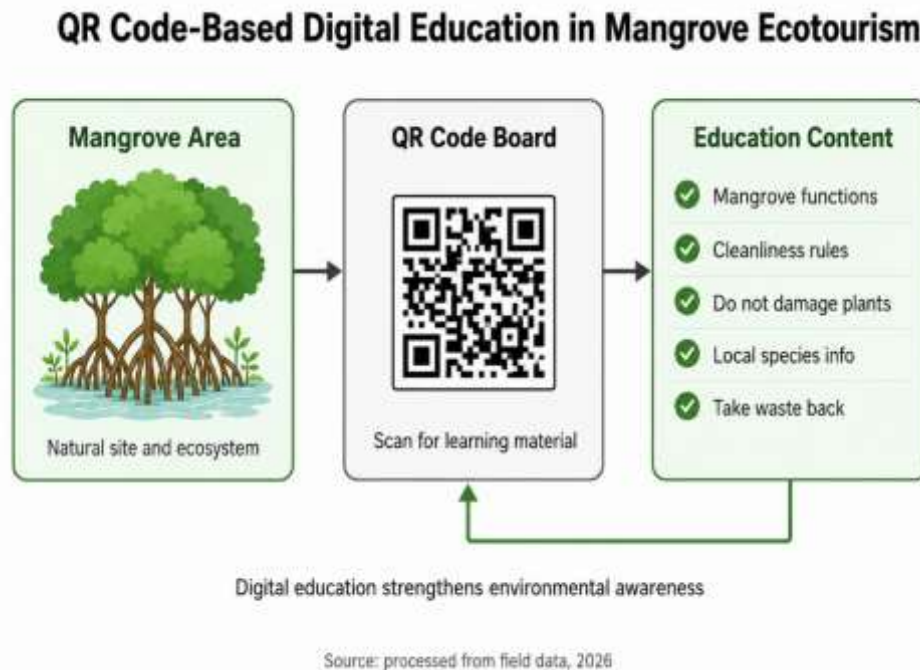 QR Code-Based Digital Education in Mangrove Ecotourism
Mangrove Area
Natural site and ecosystem
QR Code Board
Scan for learning material
Education Content
Mangrove functions
Cleanliness rules
Do not damage plants
Local species info
Take waste back
Digital education strengthens environmental awareness
Source: processed from field data, 2026